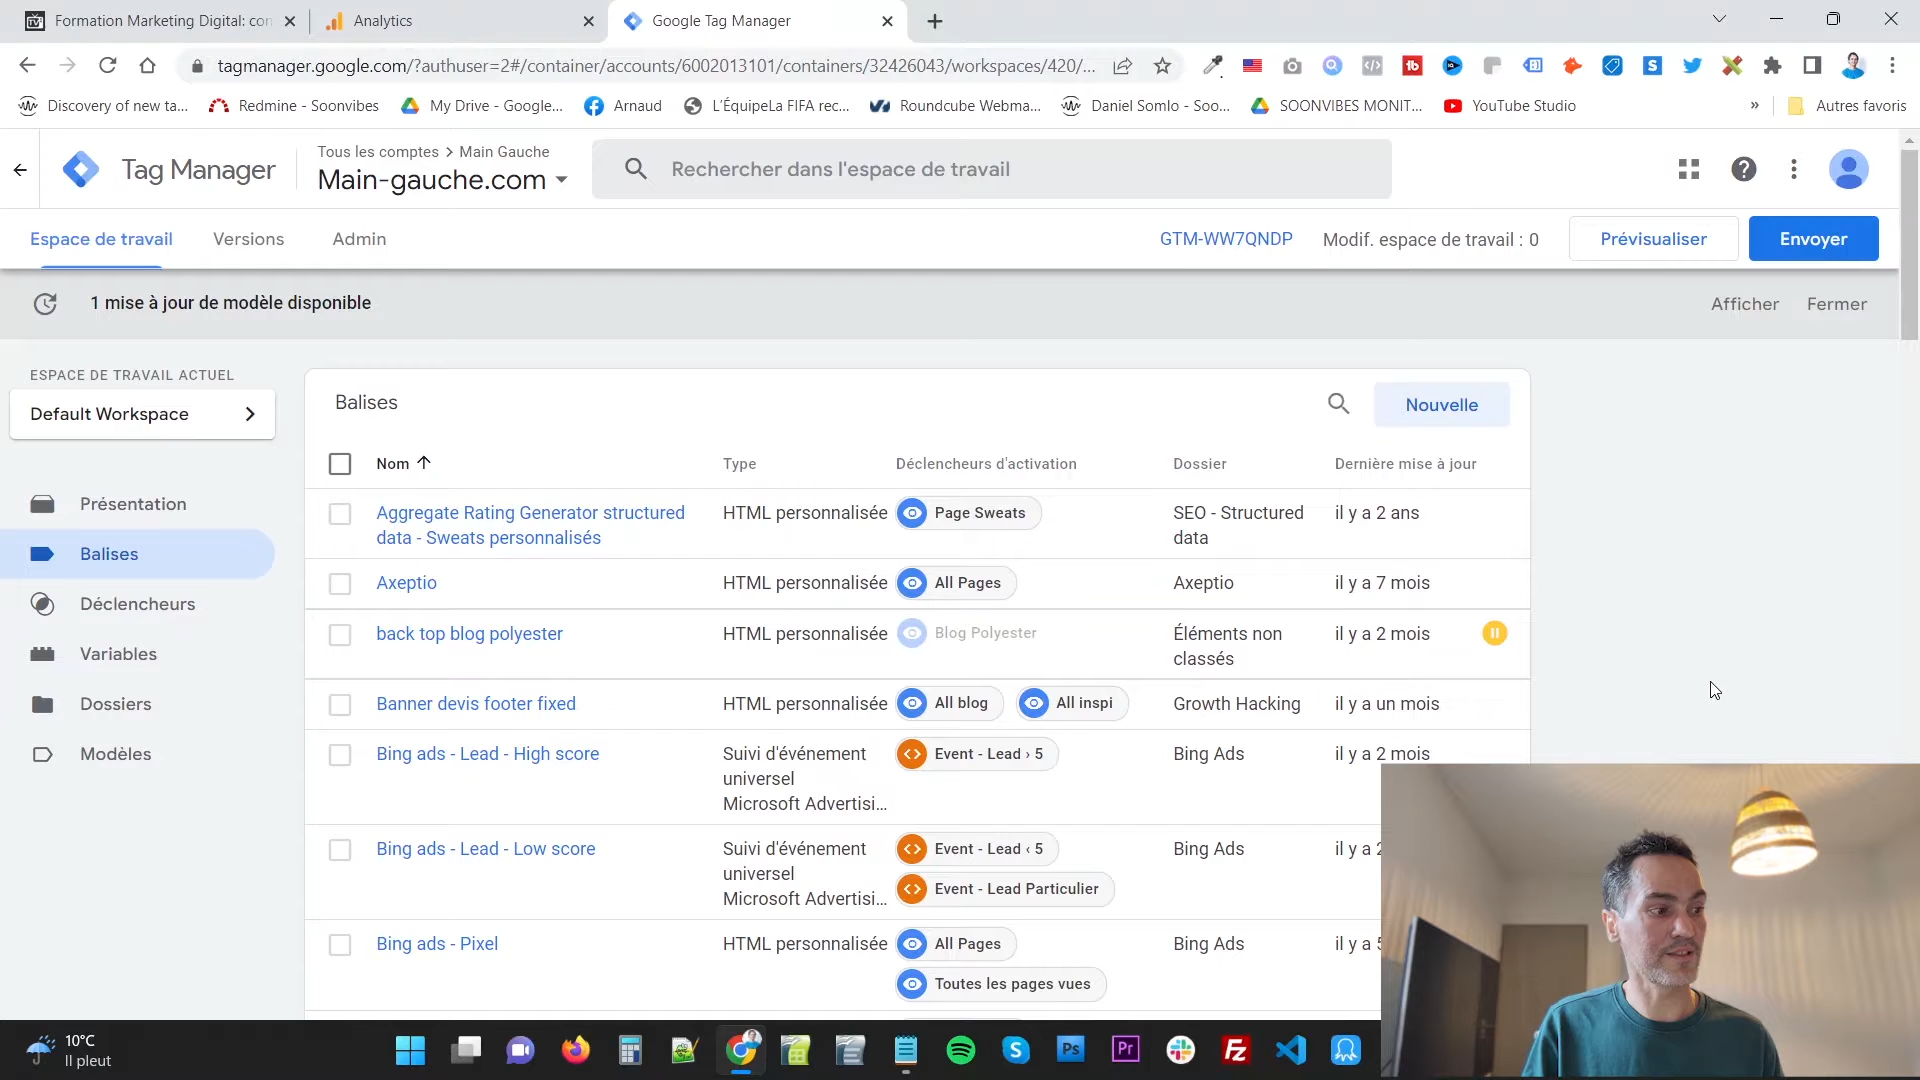 Formation Marketing Digital: con
Analytics
Google Tag Manager
tagmanager.google.com/?authuser=2#/container/accounts/6002013101/containers/32426043/workspaces/420/...
Discovery of new ta...
Redmine - Soonvibes
My Drive - Google...
Arnaud
L'ÉquipeLa FIFA rec...
Roundcube Webma...
Daniel Somlo - Soo...
SOONVIBES MONIT...
YouTube Studio
»
Autres favoris
Tag Manager
Tous les comptes > Main Gauche
Main-gauche.com
Rechercher dans l'espace de travail
Espace de travail
Versions
Admin
GTM-WW7QNDP
Modif. espace de travail : 0
Prévisualiser
Envoyer
1 mise à jour de modèle disponible
Afficher
Fermer
ESPACE DE TRAVAIL ACTUEL
Default Workspace
Présentation
Balises
Déclencheurs
Variables
Dossiers
Modèles
Balises
Nouvelle
Nom
Type
Déclencheurs d'activation
Dossier
Dernière mise à jour
Aggregate Rating Generator structured
data - Sweats personnalisés
HTML personnalisée
Page Sweats
SEO - Structured
data
il y a 2 ans
Axeptio
HTML personnalisée
All Pages
Axeptio
il y a 7 mois
back top blog polyester
HTML personnalisée
Blog Polyester
Éléments non
classés
il y a 2 mois
Banner devis footer fixed
HTML personnalisée
All blog
All inspi
Growth Hacking
il y a un mois
Bing ads - Lead - High score
Suivi d'événement
universel
Microsoft Advertisi...
Event - Lead › 5
Bing Ads
il y a 2 mois
Bing ads - Lead - Low score
Suivi d'événement
universel
Microsoft Advertisi...
Event - Lead ‹ 5
Event - Lead Particulier
Bing Ads
il y a 2
Bing ads - Pixel
HTML personnalisée
All Pages
Toutes les pages vues
Bing Ads
il y a 5
10°C
Il pleut